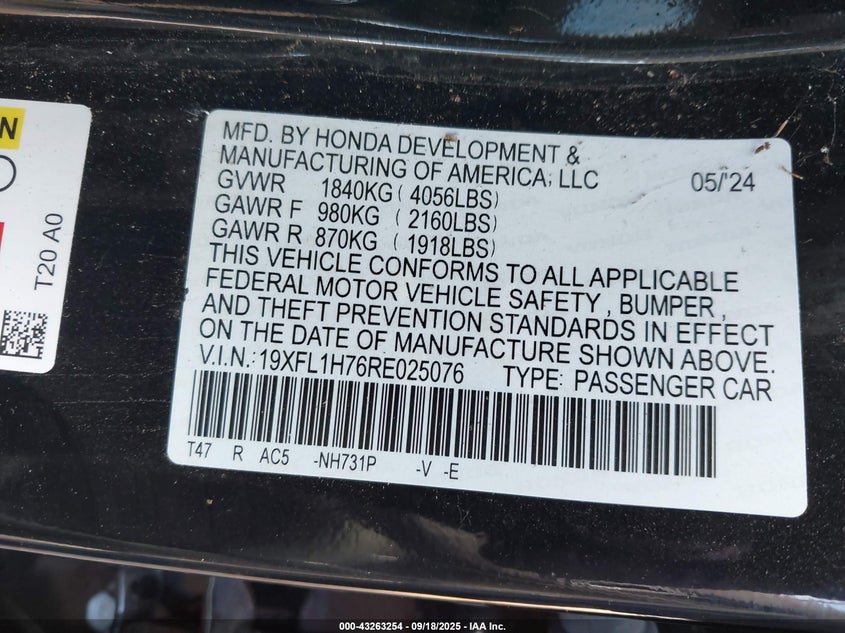 N
T20 A0
MFD. BY HONDA DEVELOPMENT &
MANUFACTURING OF AMERICA, LLC
GVWR 1840KG ( 4056LBS)
05/'24
GAWR F 980KG ( 2160LBS)
GAWR R 870KG ( 1918LBS)
THIS VEHICLE CONFORMS TO ALL APPLICABLE
FEDERAL MOTOR VEHICLE SAFETY , BUMPER ,
AND THEFT PREVENTION STANDARDS IN EFFECT
ON THE DATE OF MANUFACTURE SHOWN ABOVE.
V.I.N.:19XFL1H76RE025076 TYPE: PASSENGER CAR
T47 R AC5 -NH731P -V -E
000-43263254 - 09/18/2025 - IAA Inc.